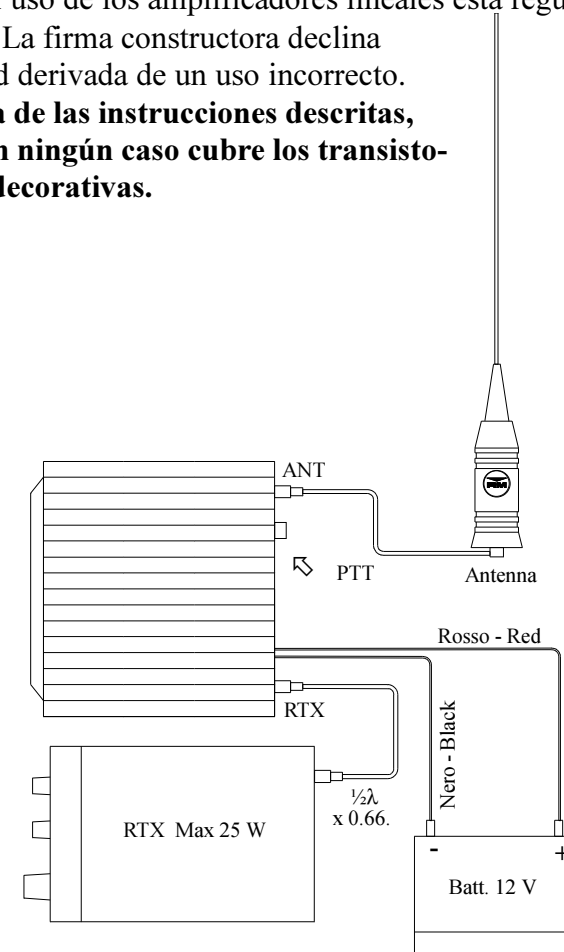 uso de los amplificadores lineales está regu
La firma constructora declina
d derivada de un uso incorrecto.
a de las instrucciones descritas,
n ningún caso cubre los transisto-
decorativas.
ANT
PTT
Antenna
Rosso - Red
RTX
Nero - Black
½λ
x 0.66.
RTX Max 25 W
- +
Batt. 12 V
RM